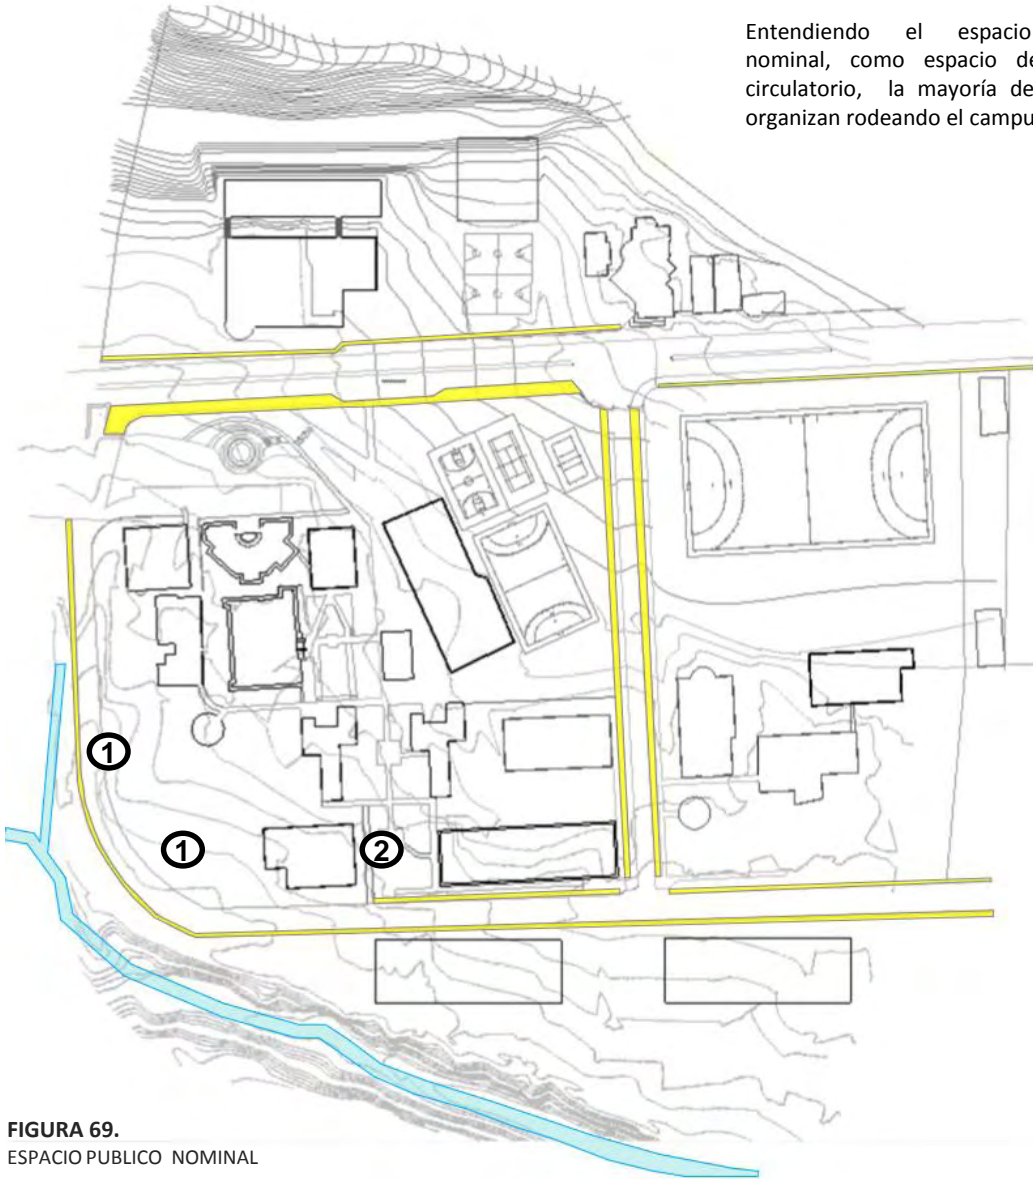 Entendiendo el espacio
nominal, como espacio de
circulatorio, la mayoría de
organizan rodeando el campu
1
1
2
FIGURA 69.
ESPACIO PUBLICO NOMINAL